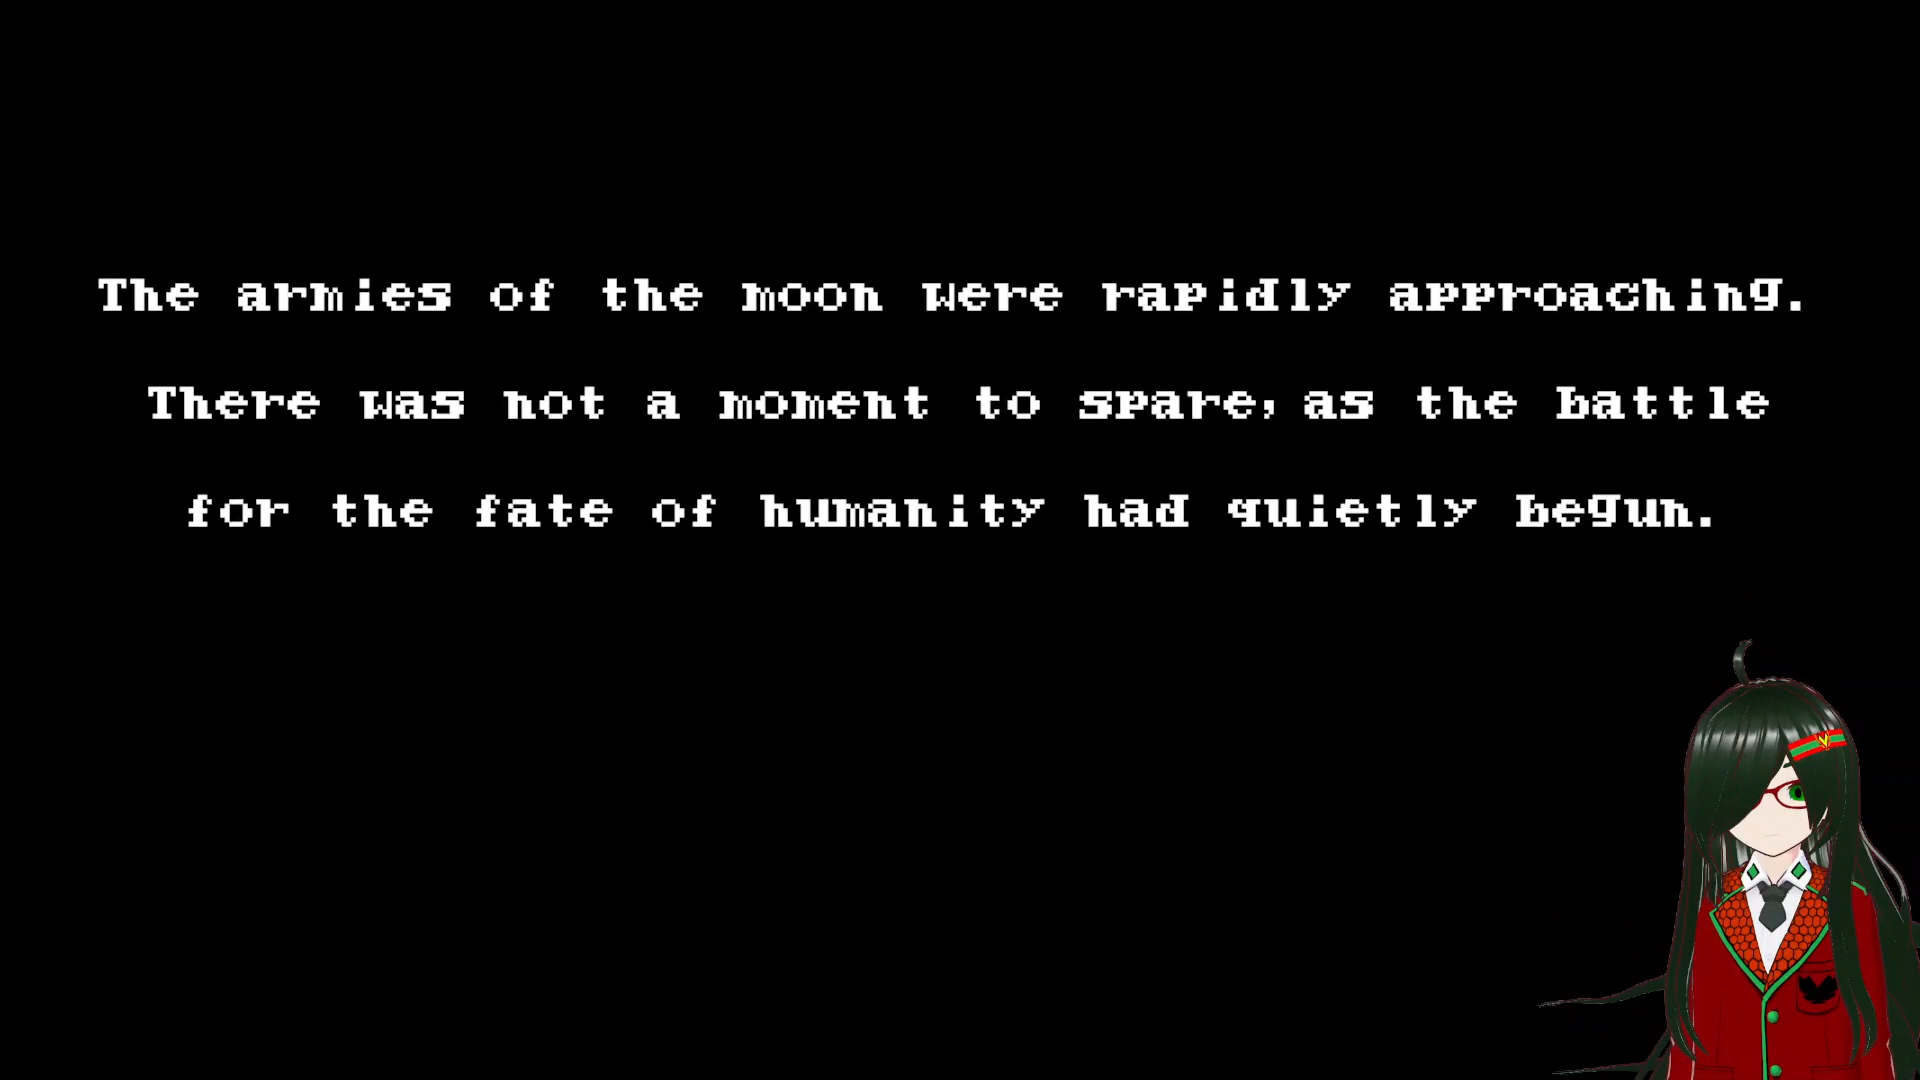 The armies of the moon were rapidly approaching.
There was not a moment to spare, as the battle
for the fate of humanity had quietly begun.